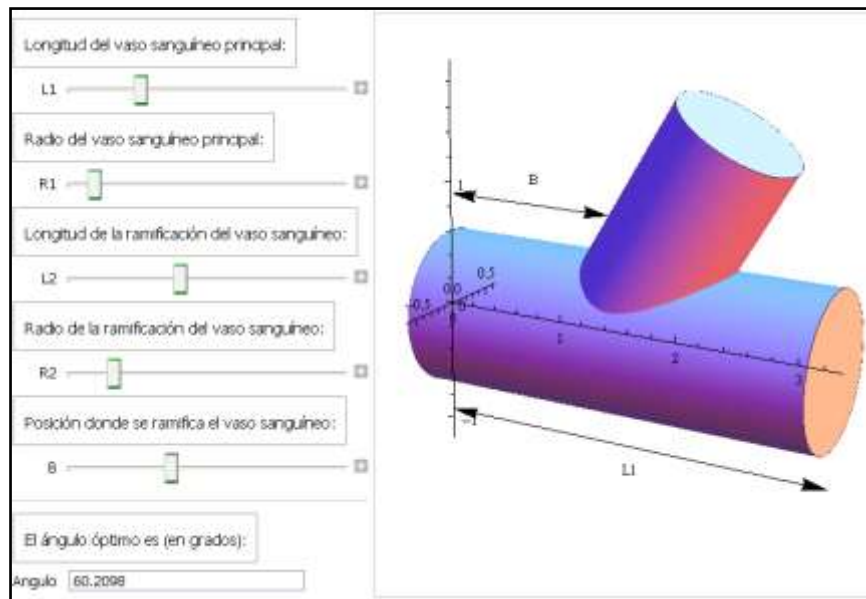 Longitud del vaso sanguíneo principal:
L1
Radio del vaso sanguíneo principal:
R1
Longitud de la ramificación del vaso sanguíneo:
L2
Radio de la ramificación del vaso sanguíneo:
R2
Posición donde se ramifica el vaso sanguíneo:
B
El ángulo óptimo es (en grados):
Angulo 60.2098
1
B
0.5
0.0
-0.5
0
0
1
2
3
-1
L1